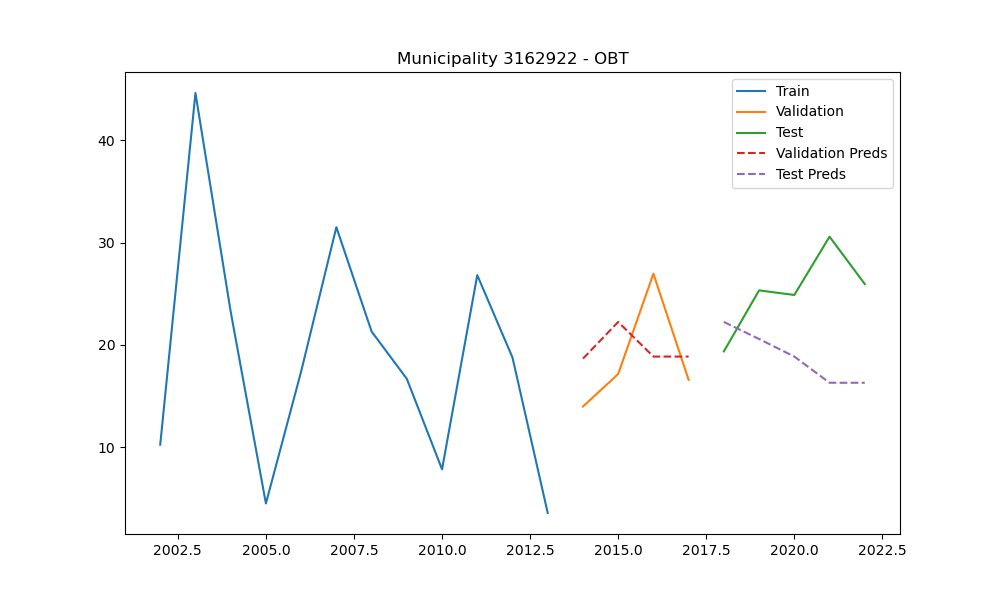 Municipality 3162922 - OBT
Train
Validation
Test
Validation Preds
Test Preds
40
30
20
10
2002.5 2005.0 2007.5 2010.0 2012.5 2015.0 2017.5 2020.0 2022.5